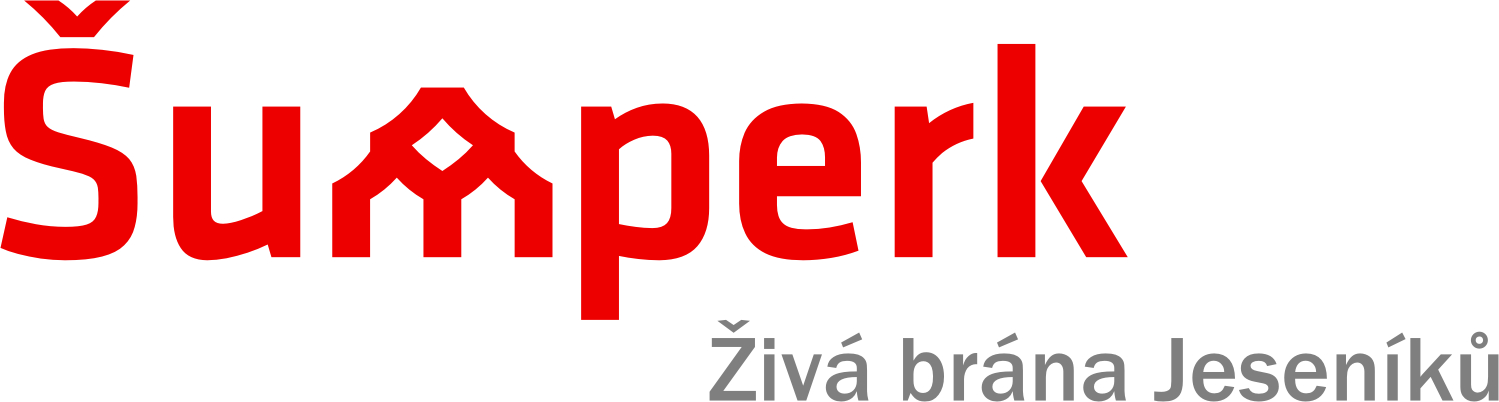 Šumperk
Živá brána Jeseníků